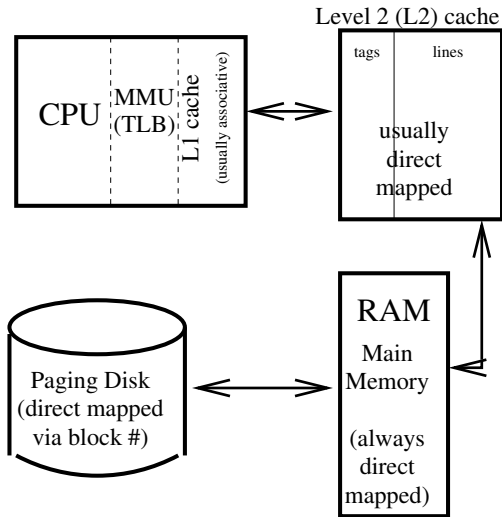 Level 2 (L2) cache
CPU
MMU
(TLB)
L1 cache
(usually associative)
tags
lines
usually
direct
mapped
Paging Disk
(direct mapped
via block #)
RAM
Main
Memory
(always
direct
mapped)